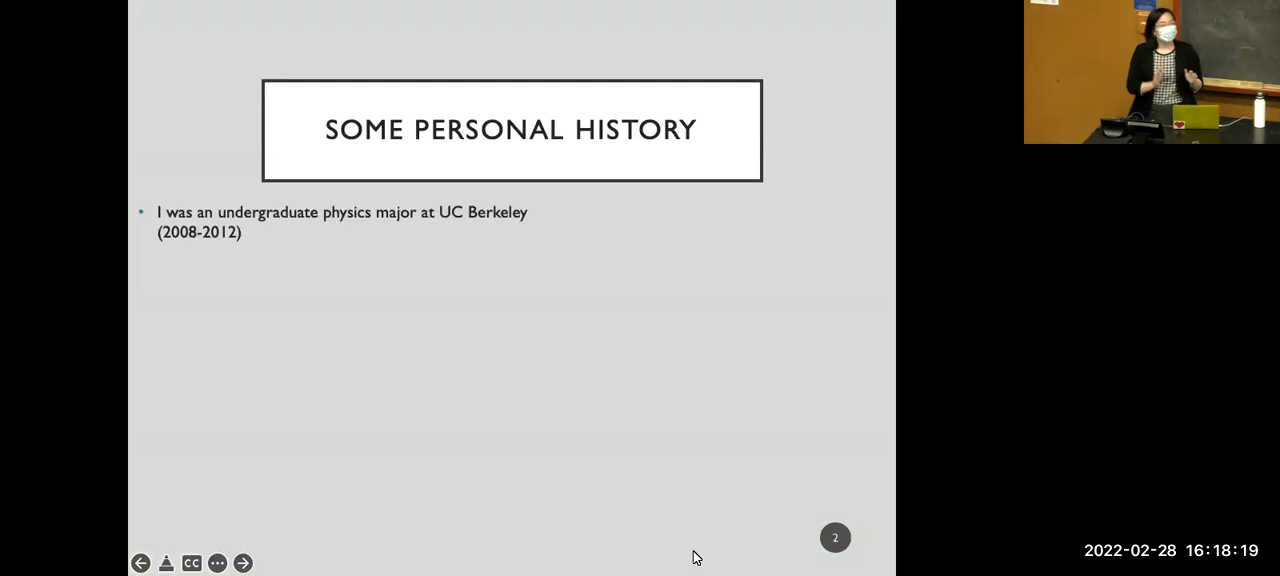 SOME PERSONAL HISTORY
• I was an undergraduate physics major at UC Berkeley
(2008-2012)
2
CC
2022-02-28 16:18:19